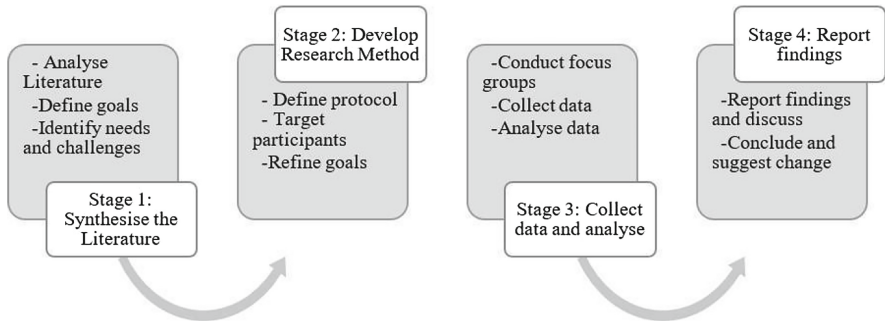 - Analyse
Literature
-Define goals
-Identify needs
and challenges
Stage 1:
Synthesise the
Literature
Stage 2: Develop
Research Method
- Define protocol
- Target
participants
-Refine goals
-Conduct focus
groups
-Collect data
-Analyse data
Stage 3: Collect
data and analyse
Stage 4: Report
findings
-Report findings
and discuss
-Conclude and
suggest change